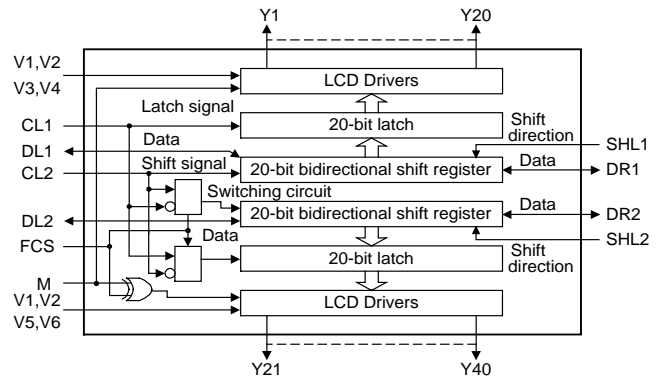 Y1 Y20
V1,V2
LCD Drivers
V3,V4
Latch signal
CL1
20-bit latch
Shift
direction
SHL1
DL1
Data
Data
DR1
CL2
Shift signal
20-bit bidirectional shift register
Switching circuit
DL2
20-bit bidirectional shift register
Data
DR2
FCS
Data
SHL2
20-bit latch
Shift
direction
M
LCD Drivers
V1,V2
V5,V6
Y21 Y40